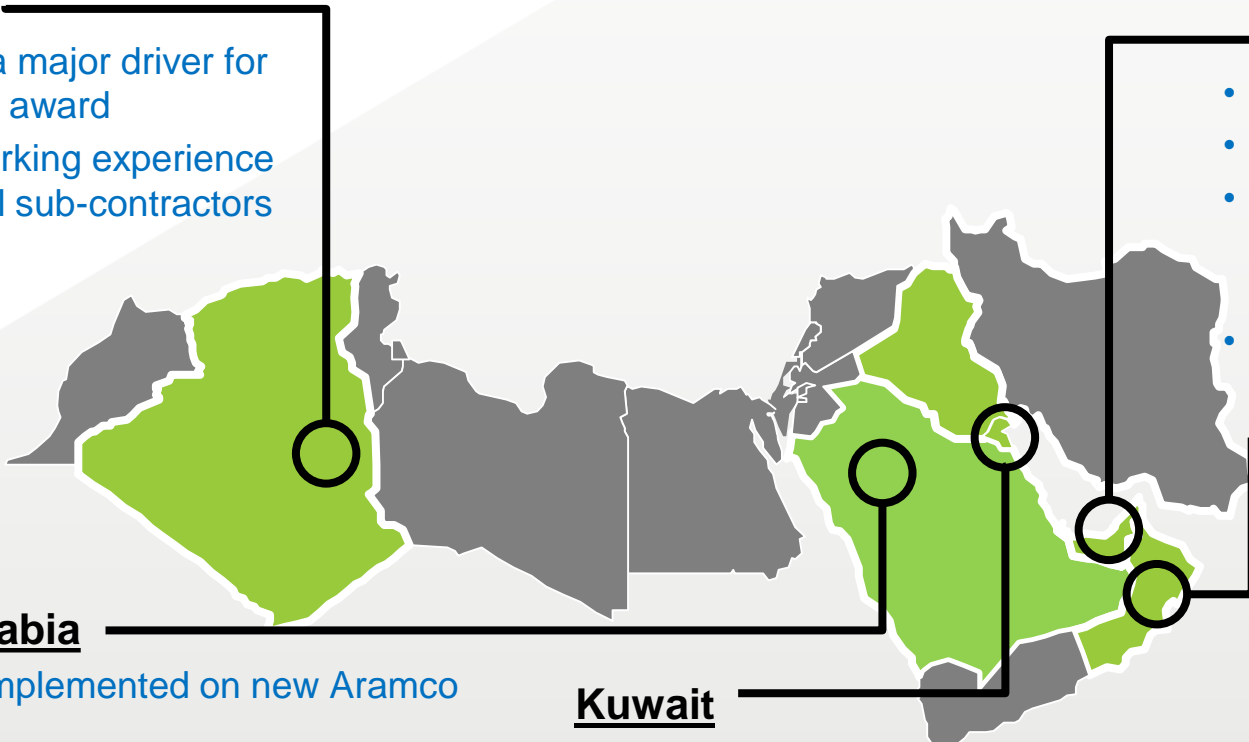 a major driver for
award
rking experience
sub-contractors
abia
mplemented on new Aramco
Kuwait